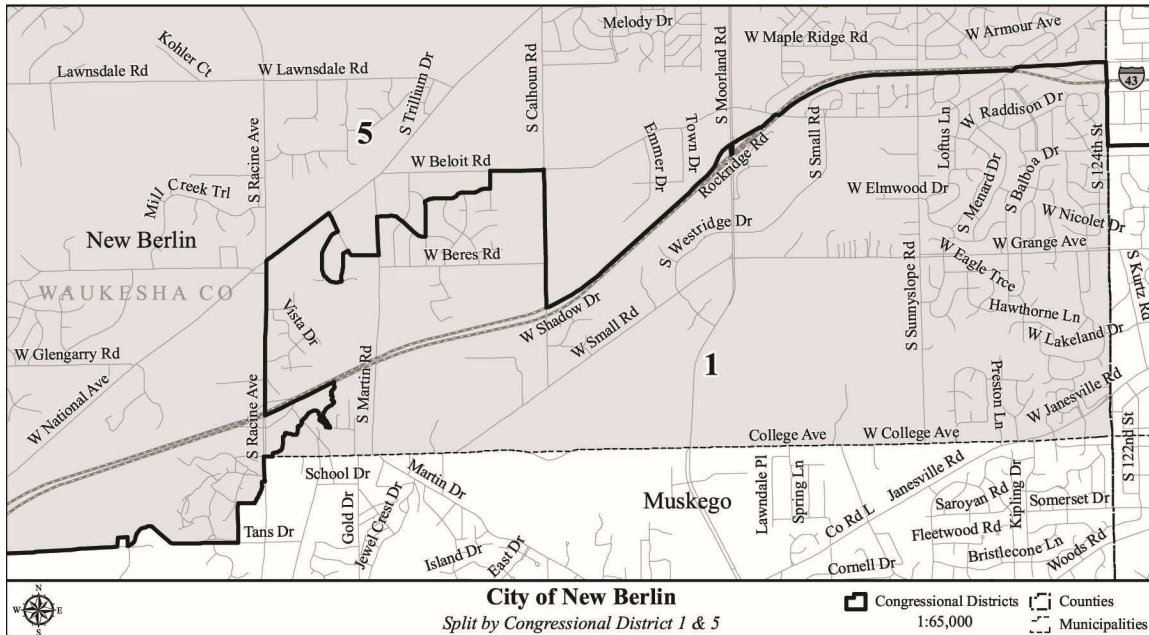 Melody Dr
Kohler Ct
Lawnsdale Rd
W Lawnsdale Rd
S Trillium Dr
S Calhoun Rd
S Moorland Rd
W Maple Ridge Rd
W Armour Ave
43
5
W Raddison Dr
Loftus Ln
S Small Rd
Emmer Dr
Town Dr
Rockridge Rd
S 124th St
S Balboa Dr
S Menard Dr
S Racine Ave
W Beloit Rd
Mill Creek Trl
W Elmwood Dr
W Nicolet Dr
S Westridge Dr
New Berlin
W Beres Rd
W Grange Ave
W Eagle Trce
S Kurtz Rd
WAUKESHA CO
Vista Dr
W Shadow Dr
W Small Rd
S Sunnyslope Rd
Hawthorne Ln
W Lakeland Dr
W Glengarry Rd
S Martin Rd
1
Preston Ln
W National Ave
S Racine Ave
W Janesville Rd
College Ave
W College Ave
S 122nd St
School Dr
Martin Dr
Lawndale Pl
Spring Ln
Janesville Rd
Muskego
Saroyan Rd
Kipling Dr
Somerset Dr
Gold Dr
Jewel Crest Dr
Tans Dr
Co Rd L
Fleetwood Rd
Island Dr
East Dr
Bristlecone Ln
Woods Rd
Cornell Dr
N
W
E
S
City of New Berlin
Split by Congressional District 1 & 5
Congressional Districts
Counties
1:65,000
Municipalities